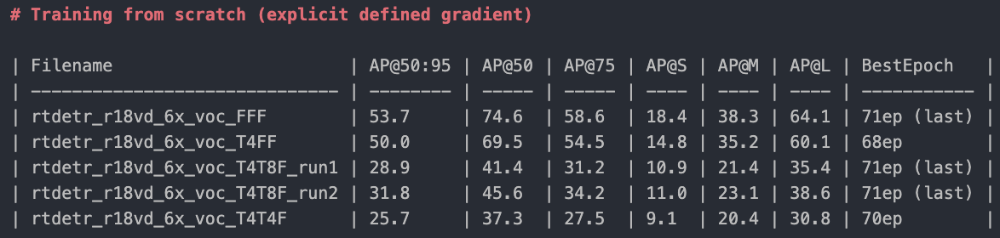 # Training from scratch (explicit defined gradient)
| Filename | AP@50:95 | AP@50 | AP@75 | AP@S | AP@M | AP@L | BestEpoch |
| ------------------------------ | -------- | ----- | ----- | ---- | ---- | ---- | ----------- |
| rtdetr_r18vd_6x_voc_FFF | 53.7 | 74.6 | 58.6 | 18.4 | 38.3 | 64.1 | 71ep (last) |
| rtdetr_r18vd_6x_voc_T4FF | 50.0 | 69.5 | 54.5 | 14.8 | 35.2 | 60.1 | 68ep |
| rtdetr_r18vd_6x_voc_T4T8F_run1 | 28.9 | 41.4 | 31.2 | 10.9 | 21.4 | 35.4 | 71ep (last) |
| rtdetr_r18vd_6x_voc_T4T8F_run2 | 31.8 | 45.6 | 34.2 | 11.0 | 23.1 | 38.6 | 71ep (last) |
| rtdetr_r18vd_6x_voc_T4T4F | 25.7 | 37.3 | 27.5 | 9.1 | 20.4 | 30.8 | 70ep |